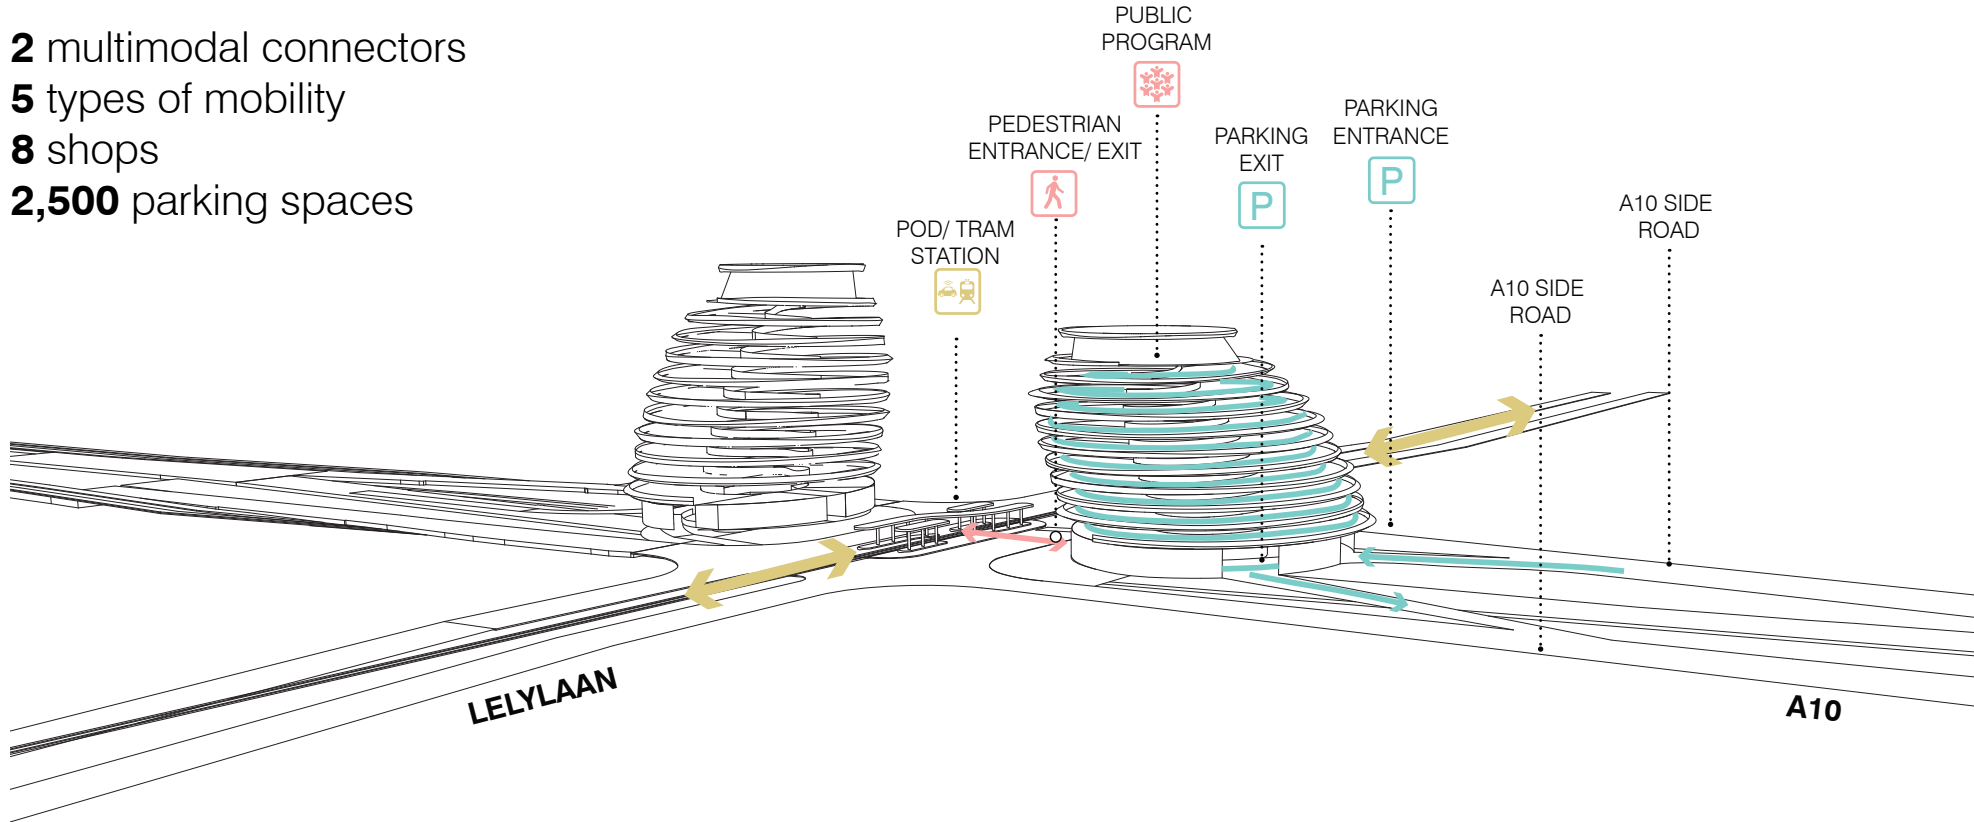 2 multimodal connectors
5 types of mobility
8 shops
2,500 parking spaces
PUBLIC
PROGRAM
PEDESTRIAN
ENTRANCE/ EXIT
PARKING
EXIT
P
PARKING
ENTRANCE
P
POD/ TRAM
STATION
A10 SIDE
ROAD
A10 SIDE
ROAD
LELYLAAN
A10